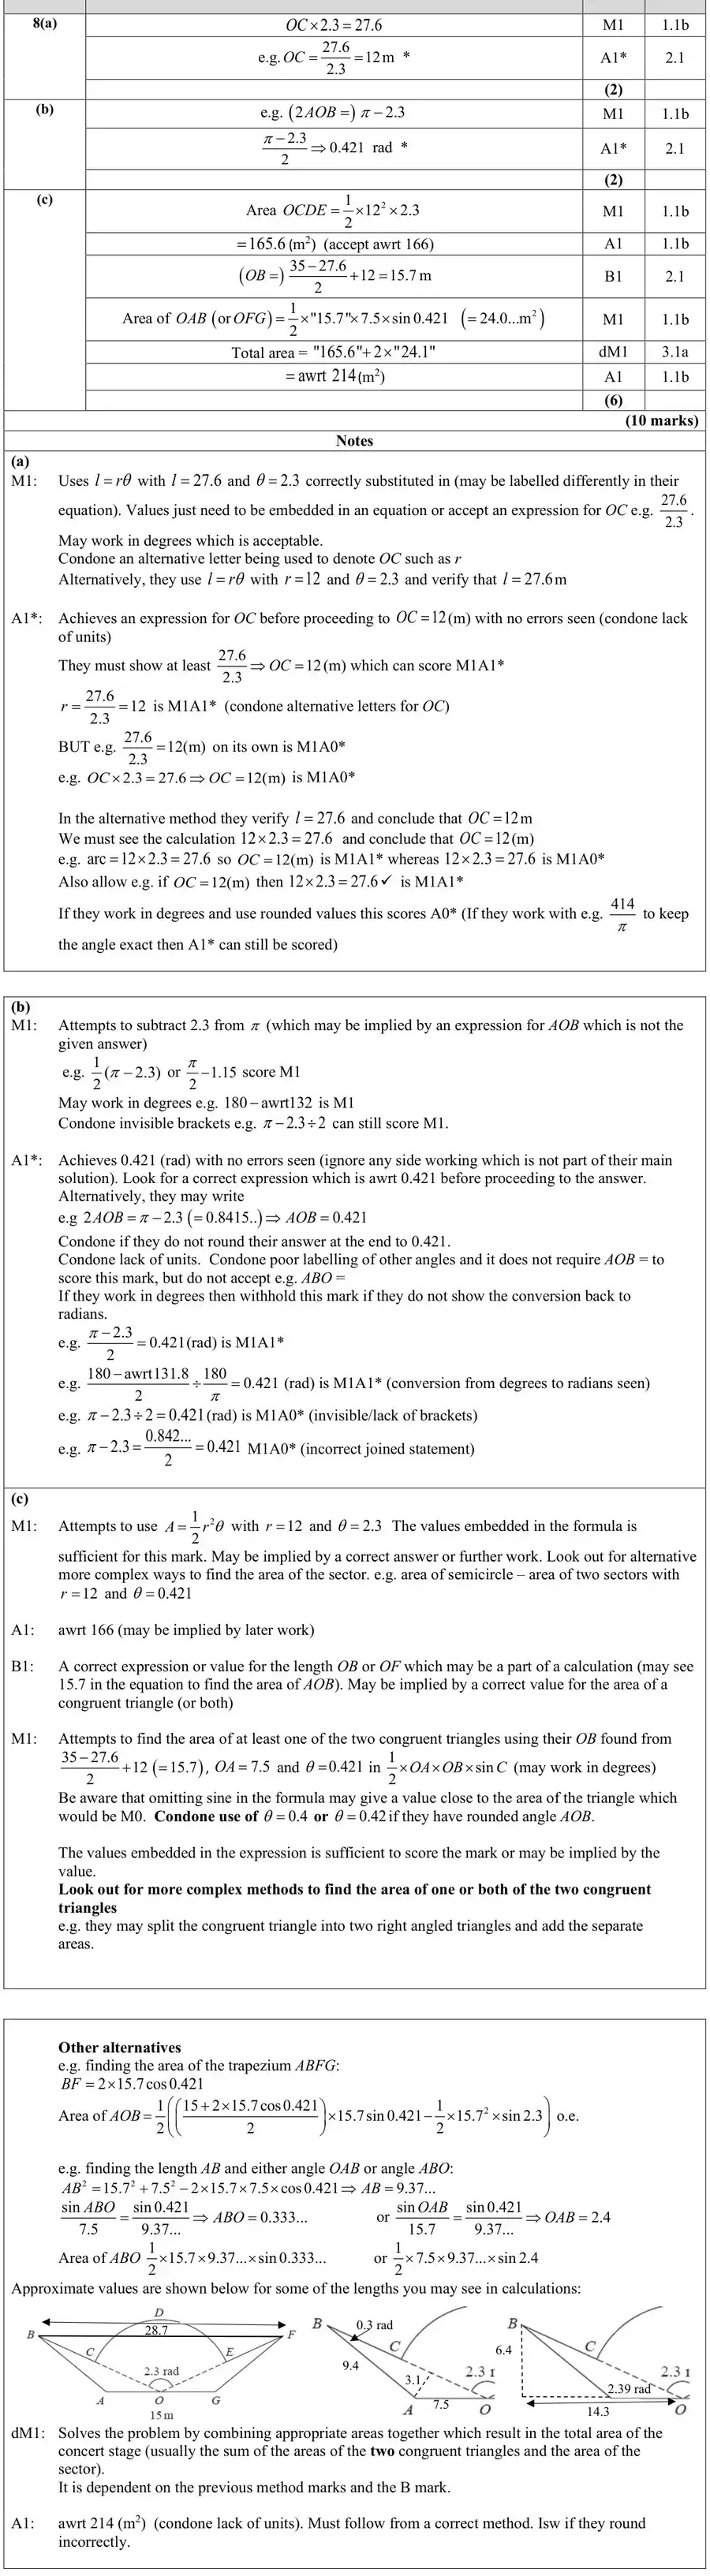 8(a) OC × 2.3 = 27.6 M1 1.1b
e.g. OC = 27.6/2.3 = 12 m * A1* 2.1
(2)
(b) e.g. (2AOB =) π − 2.3 M1 1.1b
(π − 2.3)/2 ⇒ 0.421 rad * A1* 2.1
(2)
(c) Area OCDE = 1/2 × 12² × 2.3 M1 1.1b
= 165.6 (m²) (accept awrt 166) A1 1.1b
(OB =) (35 − 27.6)/2 + 12 = 15.7 m B1 2.1
Area of OAB (or OFG) = 1/2 × "15.7" × 7.5 × sin 0.421 (= 24.0...m²) M1 1.1b
Total area = "165.6" + 2 × "24.1" dM1 3.1a
= awrt 214 (m²) A1 1.1b
(6)
(10 marks)
Notes
(a)
M1: Uses l = rθ with l = 27.6 and θ = 2.3 correctly substituted in (may be labelled differently in their
equation). Values just need to be embedded in an equation or accept an expression for OC e.g. 27.6/2.3.
May work in degrees which is acceptable.
Condone an alternative letter being used to denote OC such as r
Alternatively, they use l = rθ with r = 12 and θ = 2.3 and verify that l = 27.6 m
A1*: Achieves an expression for OC before proceeding to OC = 12 (m) with no errors seen (condone lack
of units)
They must show at least 27.6/2.3 ⇒ OC = 12 (m) which can score M1A1*
r = 27.6/2.3 = 12 is M1A1* (condone alternative letters for OC)
BUT e.g. 27.6/2.3 = 12(m) on its own is M1A0*
e.g. OC × 2.3 = 27.6 ⇒ OC = 12(m) is M1A0*
In the alternative method they verify l = 27.6 and conclude that OC = 12 m
We must see the calculation 12 × 2.3 = 27.6 and conclude that OC = 12 (m)
e.g. arc = 12 × 2.3 = 27.6 so OC = 12(m) is M1A1* whereas 12 × 2.3 = 27.6 is M1A0*
Also allow e.g. if OC = 12(m) then 12 × 2.3 = 27.6 ✓ is M1A1*
If they work in degrees and use rounded values this scores A0* (If they work with e.g. 414/π to keep
the angle exact then A1* can still be scored)
(b)
M1: Attempts to subtract 2.3 from π (which may be implied by an expression for AOB which is not the
given answer)
e.g. 1/2(π − 2.3) or π/2 − 1.15 score M1
May work in degrees e.g. 180 − awrt132 is M1
Condone invisible brackets e.g. π − 2.3 ÷ 2 can still score M1.
A1*: Achieves 0.421 (rad) with no errors seen (ignore any side working which is not part of their main
solution). Look for a correct expression which is awrt 0.421 before proceeding to the answer.
Alternatively, they may write
e.g 2AOB = π − 2.3 (= 0.8415..) ⇒ AOB = 0.421
Condone if they do not round their answer at the end to 0.421.
Condone lack of units. Condone poor labelling of other angles and it does not require AOB = to
score this mark, but do not accept e.g. ABO =
If they work in degrees then withhold this mark if they do not show the conversion back to
radians.
e.g. (π − 2.3)/2 = 0.421 (rad) is M1A1*
e.g. (180 − awrt131.8)/2 ÷ 180/π = 0.421 (rad) is M1A1* (conversion from degrees to radians seen)
e.g. π − 2.3 ÷ 2 = 0.421 (rad) is M1A0* (invisible/lack of brackets)
e.g. π − 2.3 = 0.842.../2 = 0.421 M1A0* (incorrect joined statement)
(c)
M1: Attempts to use A = 1/2 r²θ with r = 12 and θ = 2.3 The values embedded in the formula is
sufficient for this mark. May be implied by a correct answer or further work. Look out for alternative
more complex ways to find the area of the sector. e.g. area of semicircle – area of two sectors with
r = 12 and θ = 0.421
A1: awrt 166 (may be implied by later work)
B1: A correct expression or value for the length OB or OF which may be a part of a calculation (may see
15.7 in the equation to find the area of AOB). May be implied by a correct value for the area of a
congruent triangle (or both)
M1: Attempts to find the area of at least one of the two congruent triangles using their OB found from
(35 − 27.6)/2 + 12 (= 15.7), OA = 7.5 and θ = 0.421 in 1/2 × OA × OB × sin C (may work in degrees)
Be aware that omitting sine in the formula may give a value close to the area of the triangle which
would be M0. Condone use of θ = 0.4 or θ = 0.42 if they have rounded angle AOB.
The values embedded in the expression is sufficient to score the mark or may be implied by the
value.
Look out for more complex methods to find the area of one or both of the two congruent
triangles
e.g. they may split the congruent triangle into two right angled triangles and add the separate
areas.
Other alternatives
e.g. finding the area of the trapezium ABFG:
BF = 2 × 15.7 cos 0.421
Area of AOB = 1/2(((15 + 2 × 15.7 cos 0.421)/2) × 15.7 sin 0.421 − 1/2 × 15.7² × sin 2.3) o.e.
e.g. finding the length AB and either angle OAB or angle ABO:
AB² = 15.7² + 7.5² − 2 × 15.7 × 7.5 × cos 0.421 ⇒ AB = 9.37...
sin ABO/7.5 = sin 0.421/9.37... ⇒ ABO = 0.333... or sin OAB/15.7 = sin 0.421/9.37... ⇒ OAB = 2.4
Area of ABO 1/2 × 15.7 × 9.37... × sin 0.333... or 1/2 × 7.5 × 9.37... × sin 2.4
Approximate values are shown below for some of the lengths you may see in calculations:
D
28.7
B
F
C
E
2.3 rad
A
O
G
15 m
B
0.3 rad
C
9.4
3.1
2.3 r
7.5
A
O
B
C
6.4
2.3 r
2.39 rad
14.3
O
dM1: Solves the problem by combining appropriate areas together which result in the total area of the
concert stage (usually the sum of the areas of the two congruent triangles and the area of the
sector).
It is dependent on the previous method marks and the B mark.
A1: awrt 214 (m²) (condone lack of units). Must follow from a correct method. Isw if they round
incorrectly.